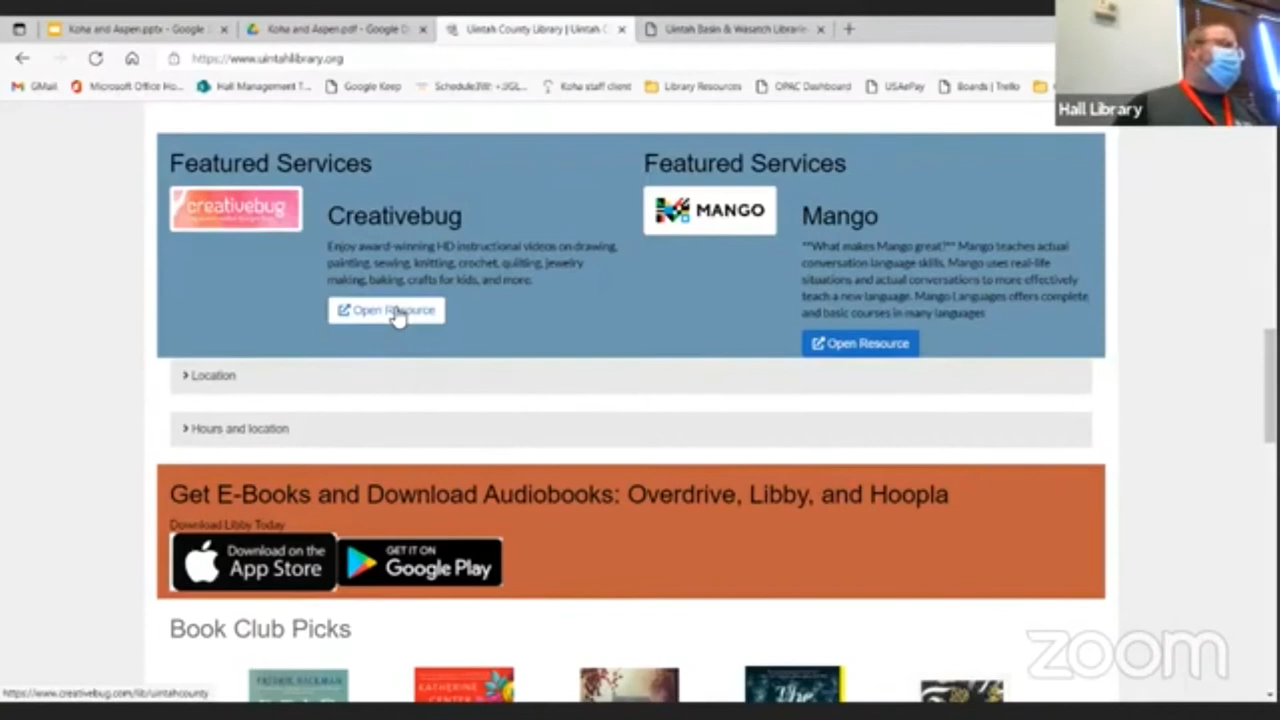 Koha and Aspen.pptx - Google
Koha and Aspen.pdf - Google D
Uintah County Library | Uintah C
Uintah Basin & Wasatch Librarie
https://www.uintahlibrary.org
GMail
Microsoft Office Ho...
Hall Management T...
Google Keep
Koha staff client
Library Resources
OPAC Dashboard
USAePay
Boards | Trello
Hall Library
Featured Services
creativebug
Creativebug
Enjoy award-winning HD instructional videos on drawing,
painting, sewing, knitting, crochet, quilting, jewelry
making, baking, crafts for kids, and more.
Open Resource
Featured Services
MANGO
Mango
**What makes Mango great?** Mango teaches actual
conversation language skills. Mango uses real-life
situations and actual conversations to more effectively
teach a new language. Mango Languages offers complete
and basic courses in many languages
Open Resource
Location
Hours and location
Get E-Books and Download Audiobooks: Overdrive, Libby, and Hoopla
Download Libby Today
Download on the
App Store
GET IT ON
Google Play
Book Club Picks
FREDRIK BACKMAN
KATHERINE
CENTER
The
zoom
https://www.creativebug.com/lib/uintahcounty